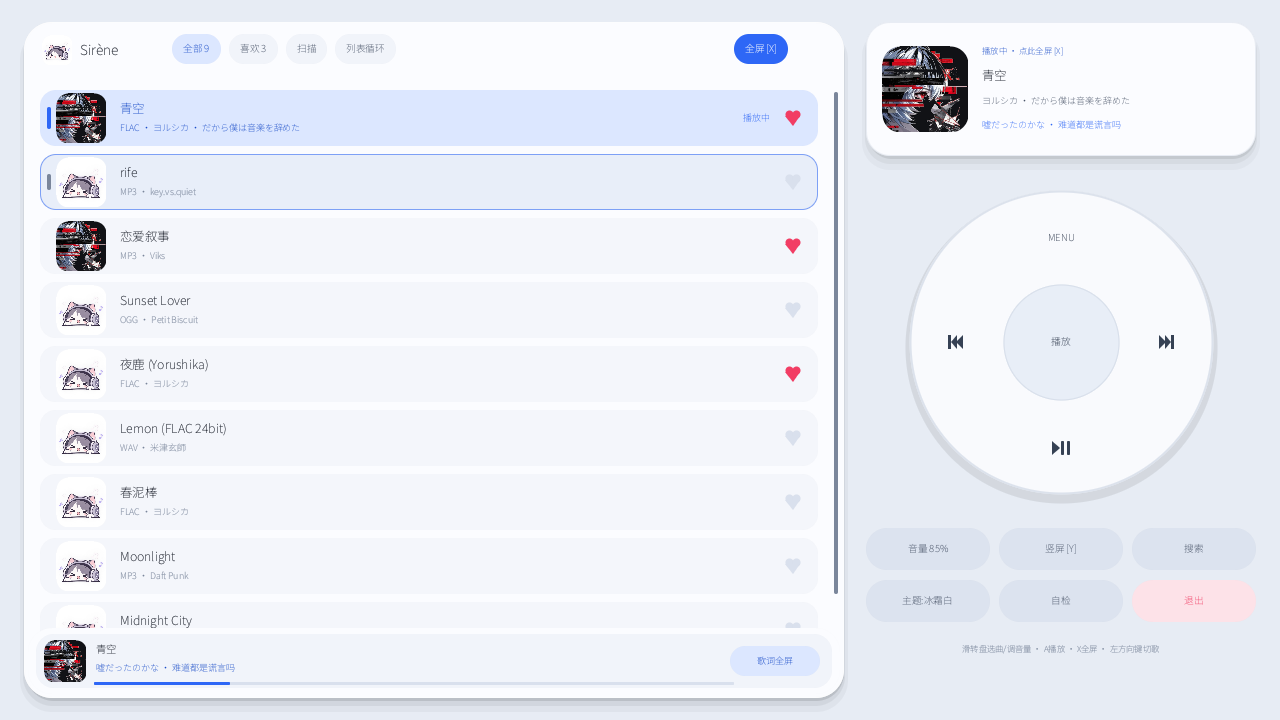 Sirène
全部 9
喜欢 3
扫描
列表循环
全屏 [X]
青空
FLAC • ヨルシカ • だから僕は音楽を辞めた
播放中
rife
MP3 • key.vs.quiet
恋爱叙事
MP3 • Viks
Sunset Lover
OGG • Petit Biscuit
夜鹿 (Yorushika)
FLAC • ヨルシカ
Lemon (FLAC 24bit)
WAV • 米津玄師
春泥棒
FLAC • ヨルシカ
Moonlight
MP3 • Daft Punk
Midnight City
青空
嘘だったのかな • 难道都是谎言吗
歌词全屏
播放中 • 点此全屏 [X]
青空
ヨルシカ • だから僕は音楽を辞めた
嘘だったのかな • 难道都是谎言吗
MENU
播放
音量 85%
竖屏 [Y]
搜索
主题:冰霜白
自检
退出
滑转盘选曲/调音量 • A播放 • X全屏 • 左方向键切歌